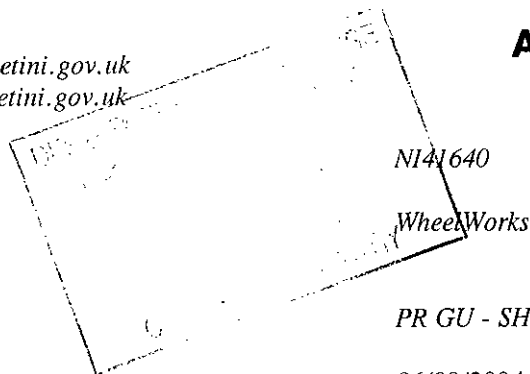 etini.gov.uk
etini.gov.uk
A
NI41640
WheelWorks
PR GU - SH